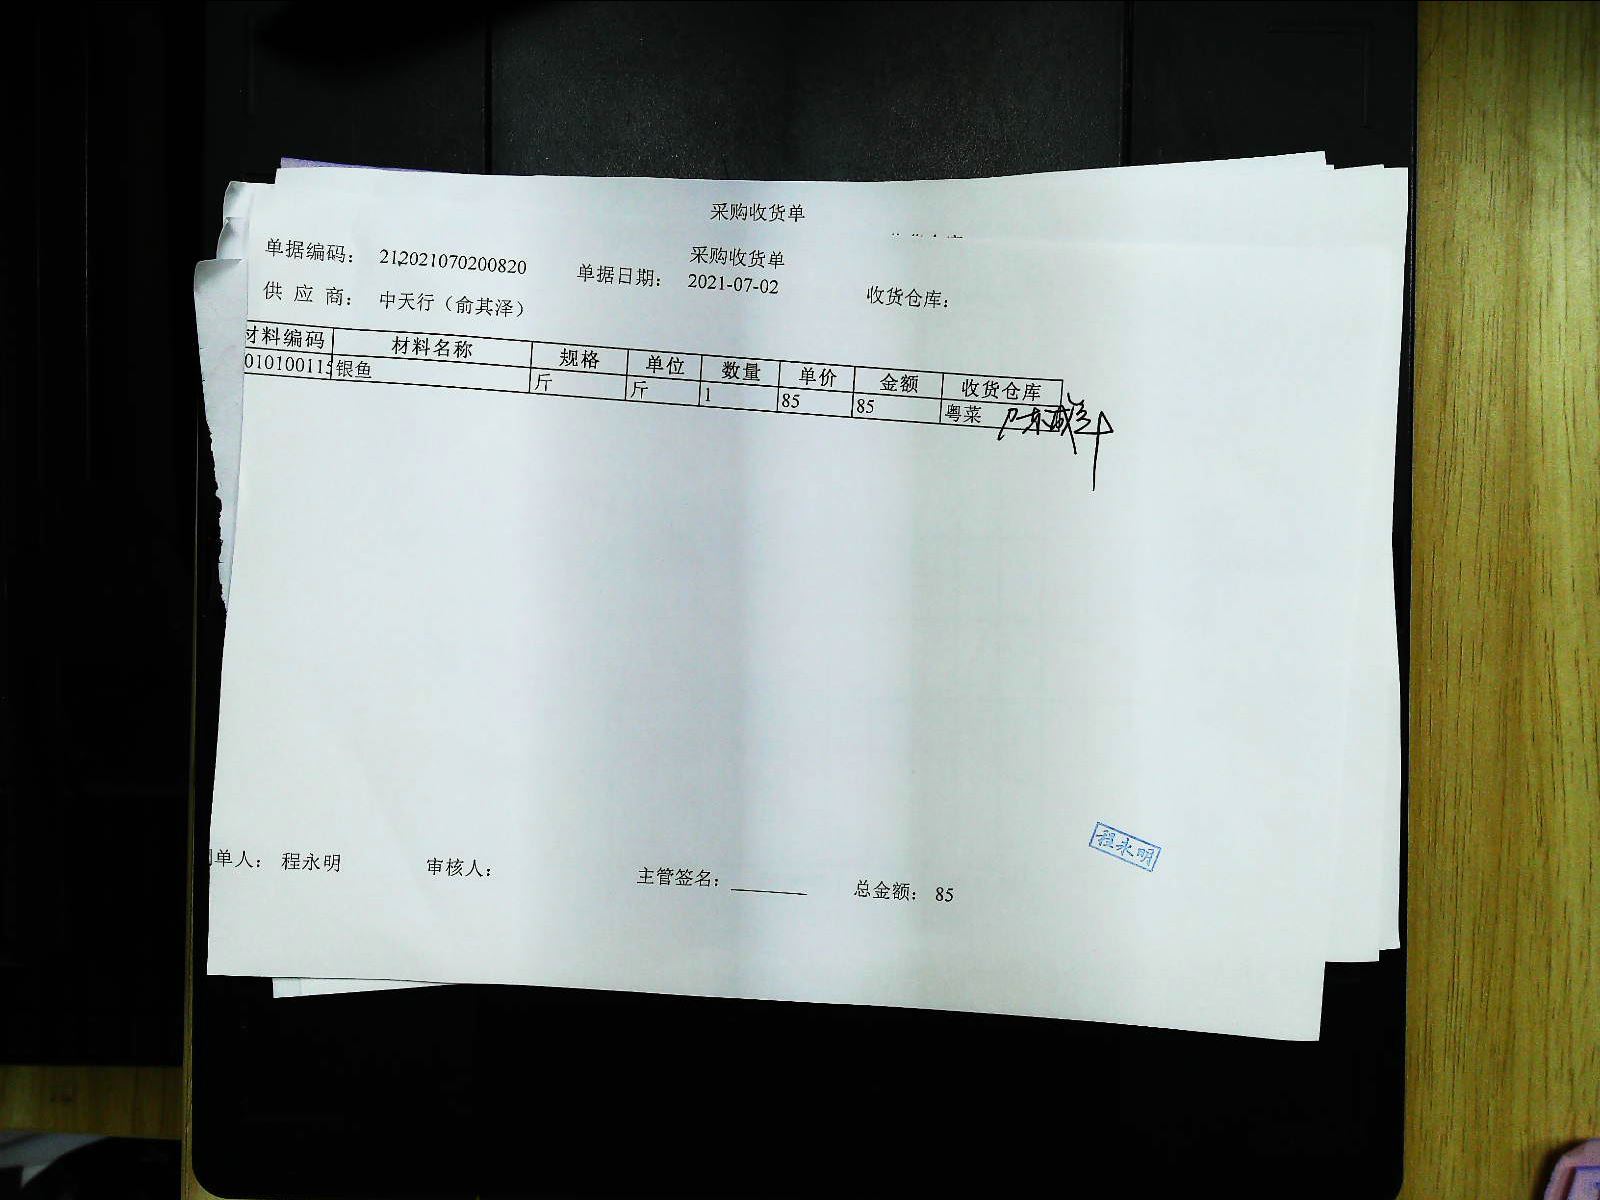 采购收货单
采购收货单
单据编码： 212021070200820 单据日期： 2021-07-02 收货仓库：
供应商： 中天行（俞其泽）
材料编码 材料名称 规格 单位 数量 单价 金额 收货仓库
010100115 银鱼 斤 斤 1 85 85 粤菜
单人： 程永明 审核人： 主管签名： 总金额： 85
程永明